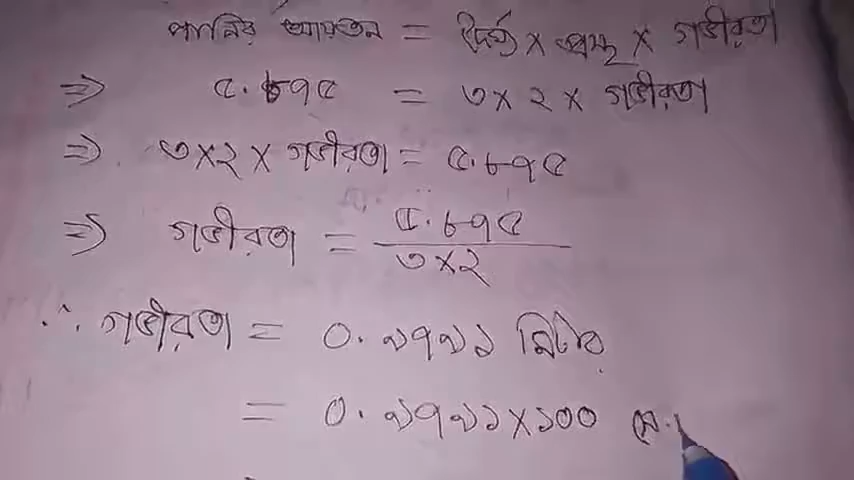 পানির আয়তন = দৈর্ঘ্য × প্রস্থ × গভীরতা
⇒ ৫.৮৭৫ = ৩ × ২ × গভীরতা
⇒ ৩×২ × গভীরতা = ৫.৮৭৫
⇒ গভীরতা = ৫.৮৭৫ / ৩×২
∴ গভীরতা = ০.৯৭৯১ মিটার
= ০.৯৭৯১×১০০ সে.